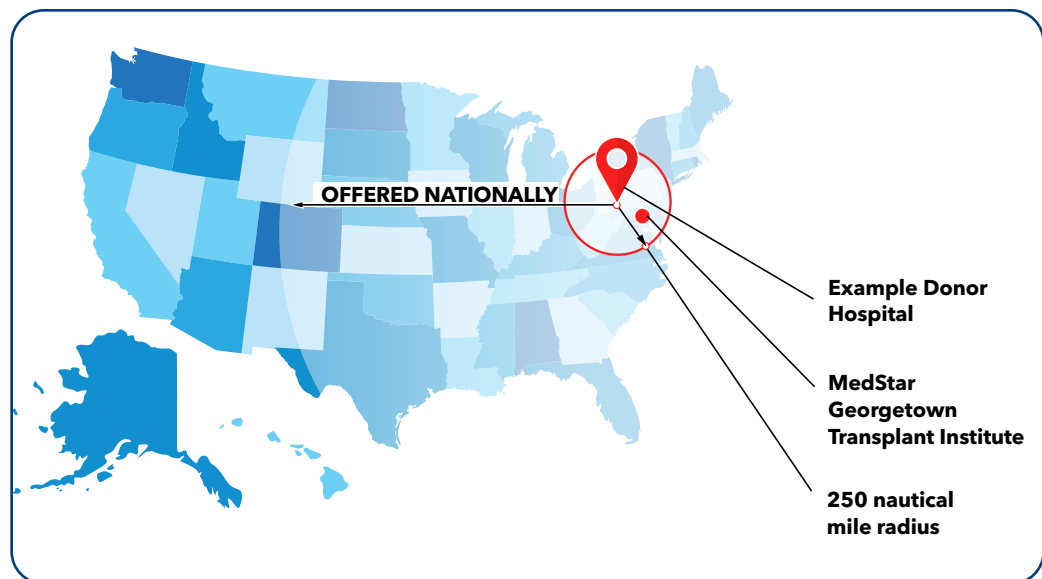 OFFERED NATIONALLY
Example Donor
Hospital
MedStar
Georgetown
Transplant Institute
250 nautical
mile radius